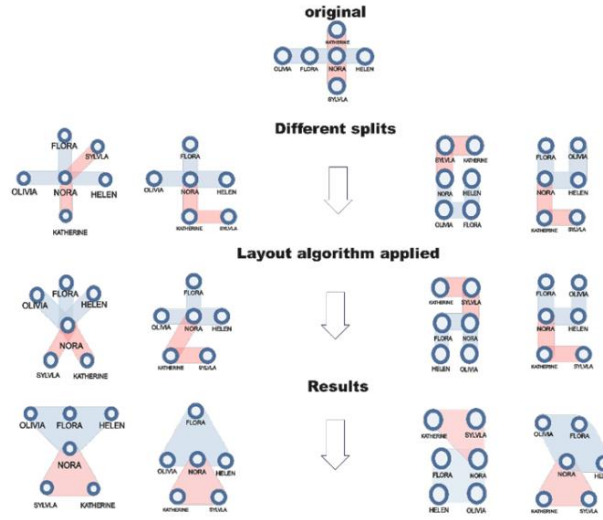 original
KATHERINE
OLIVIA FLORA NORA HELEN
SYLVLA
Different splits
FLORA
SYLVLA
OLIVIA NORA HELEN
KATHERINE
FLORA
OLIVIA NORA HELEN
KATHERINE SYLVLA
SYLVLA KATHERINE
NORA HELEN
OLIVIA FLORA
FLORA OLIVIA
NORA HELEN
KATHERINE SYLVLA
Layout algorithm applied
OLIVIA FLORA HELEN
NORA
SYLVLA KATHERINE
FLORA
OLIVIA NORA HELEN
KATHERINE SYLVLA
KATHERINE SYLVLA
FLORA NORA
HELEN OLIVIA
FLORA OLIVIA
NORA HELEN
KATHERINE SYLVLA
Results
OLIVIA FLORA HELEN
NORA
SYLVLA KATHERINE
FLORA
OLIVIA NORA HELEN
KATHERINE SYLVLA
KATHERINE SYLVLA
FLORA NORA
HELEN OLIVIA
OLIVIA FLORA
NORA HE
KATHERINE SYLVLA